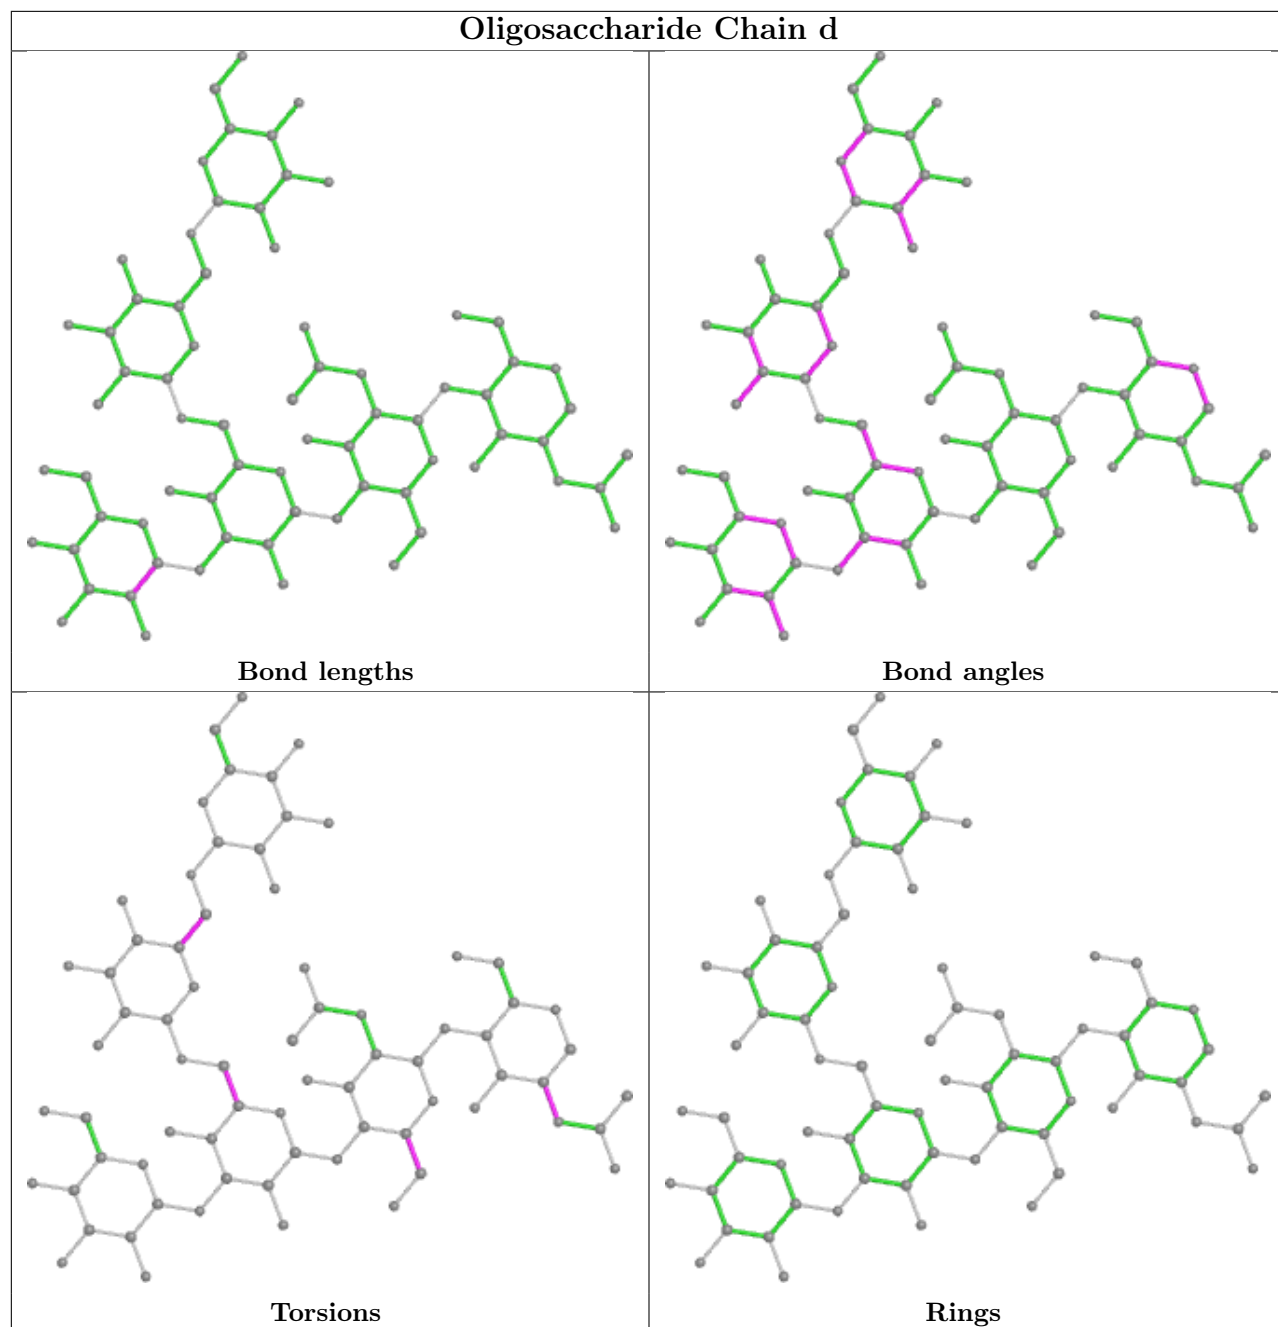 Oligosaccharide Chain d
Bond lengths
Bond angles
Torsions
Rings